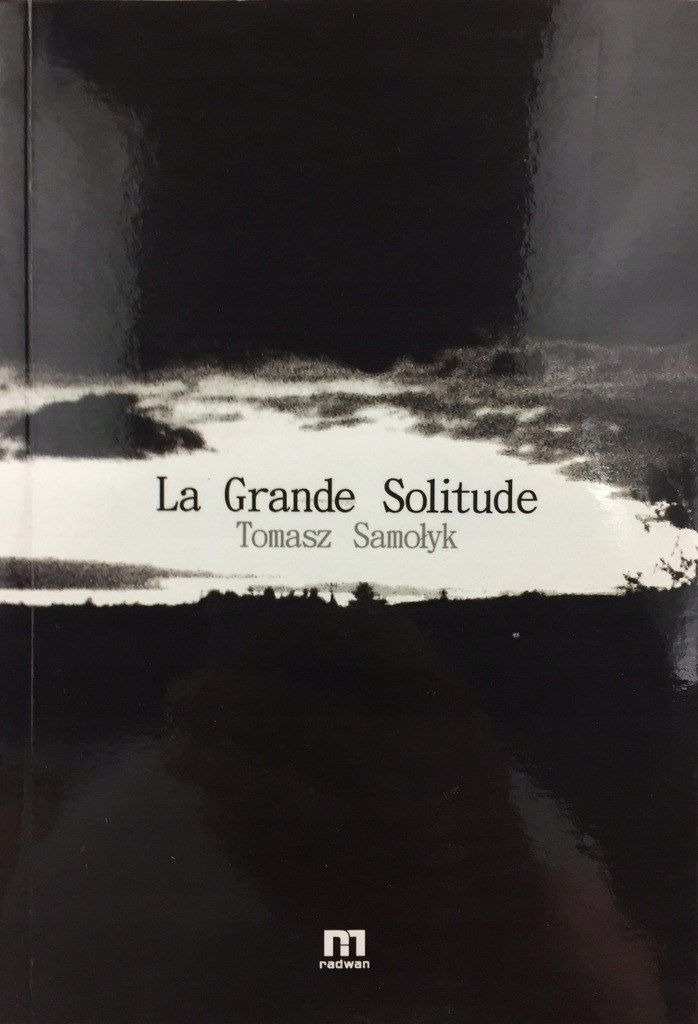 La Grande Solitude
Tomasz Samołyk
radwan